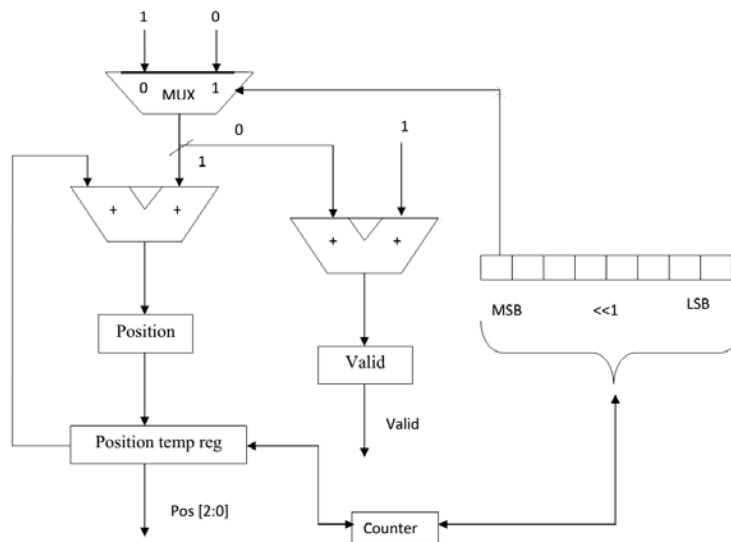 1 0
0 1
MUX
0
1
1
+ +
+ +
MSB <<1 LSB
Position
Valid
Valid
Position temp reg
Pos [2:0]
Counter